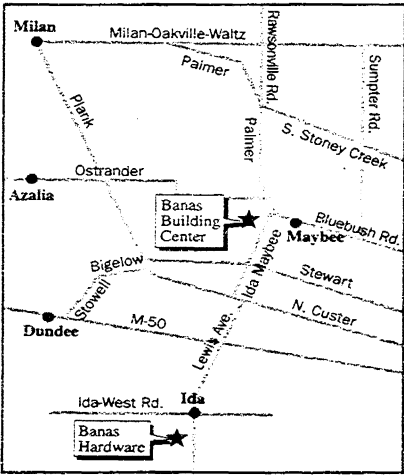 Milan
Milan-Oakville-Waltz
Palmer
Rawsonville Rd.
Sumpter Rd.
Plank
Palmer
S. Stoney Creek
Ostrander
Azalia
Banas
Building
Center
Maybee
Bluebush Rd.
Bigelow
Ida Maybee
Stewart
Stowell
N. Custer
Dundee
M-50
Lewis Ave.
Ida-West Rd.
Ida
Banas
Hardware